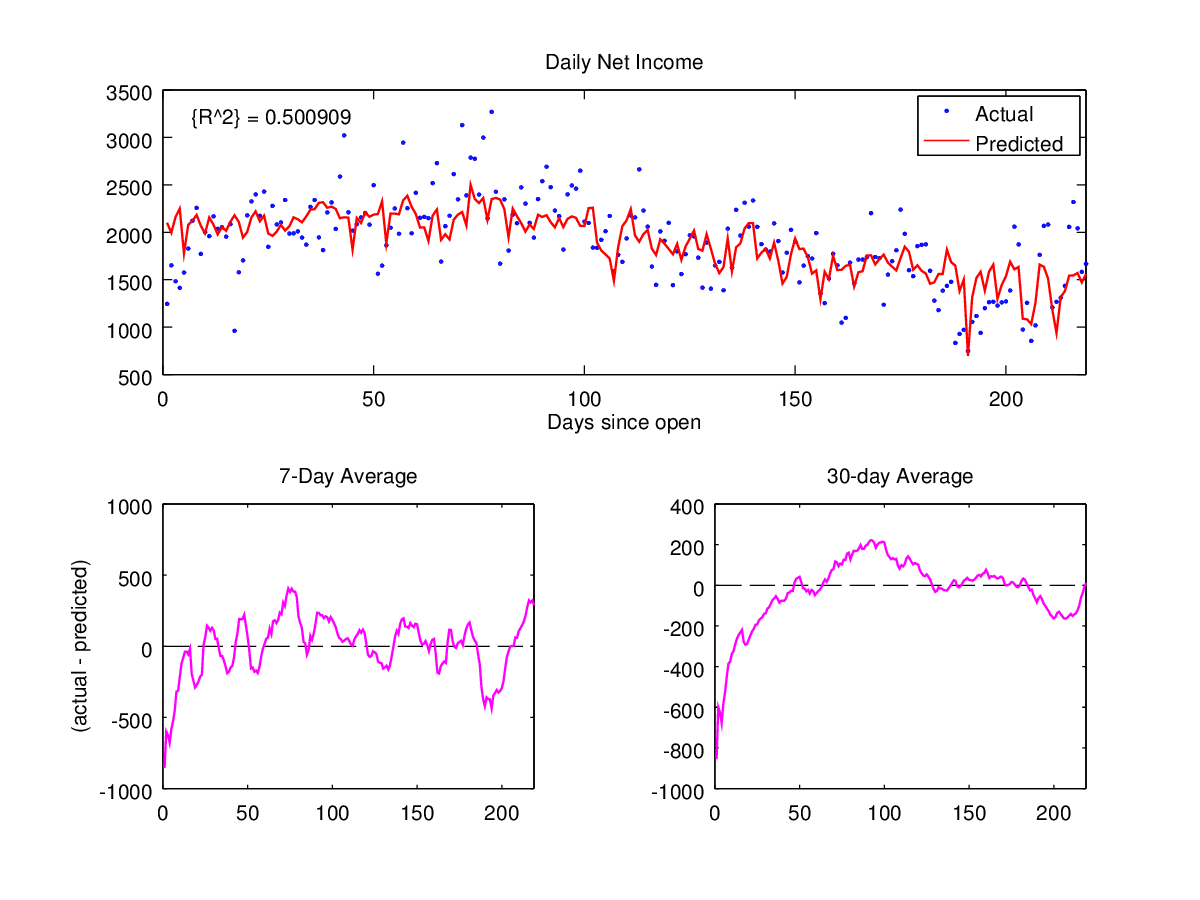 Daily Net Income
3500
{R^2} = 0.500909
Actual
3000
Predicted
2500
2000
1500
1000
500
0 50 100 150 200
Days since open
7-Day Average
30-day Average
1000
500
0
-500
-1000
(actual - predicted)
0 50 100 150 200
400
200
0
-200
-400
-600
-800
-1000
0 50 100 150 200